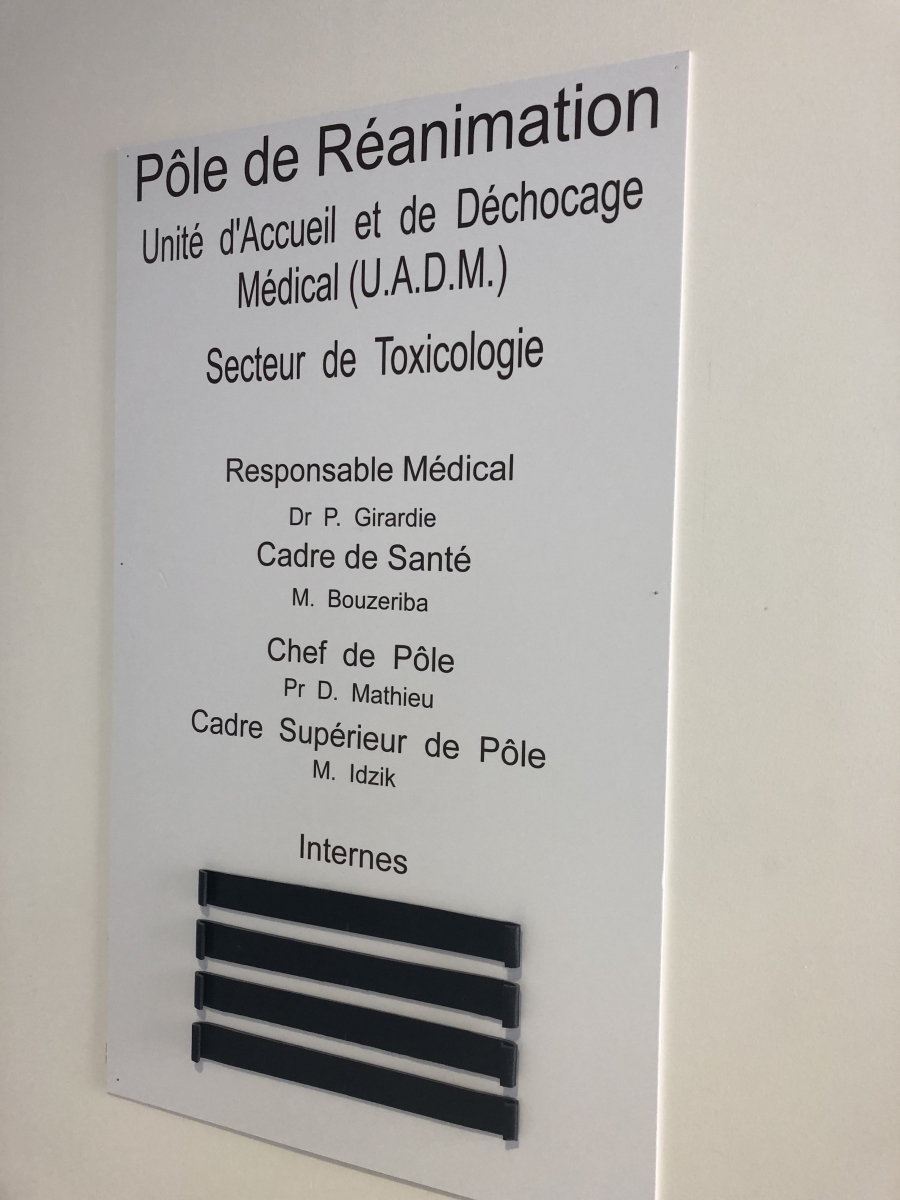 Pôle de Réanimation
Unité d'Accueil et de Déchocage
Médical (U.A.D.M.)
Secteur de Toxicologie
Responsable Médical
Dr P. Girardie
Cadre de Santé
M. Bouzeriba
Chef de Pôle
Pr D. Mathieu
Cadre Supérieur de Pôle
M. Idzik
Internes